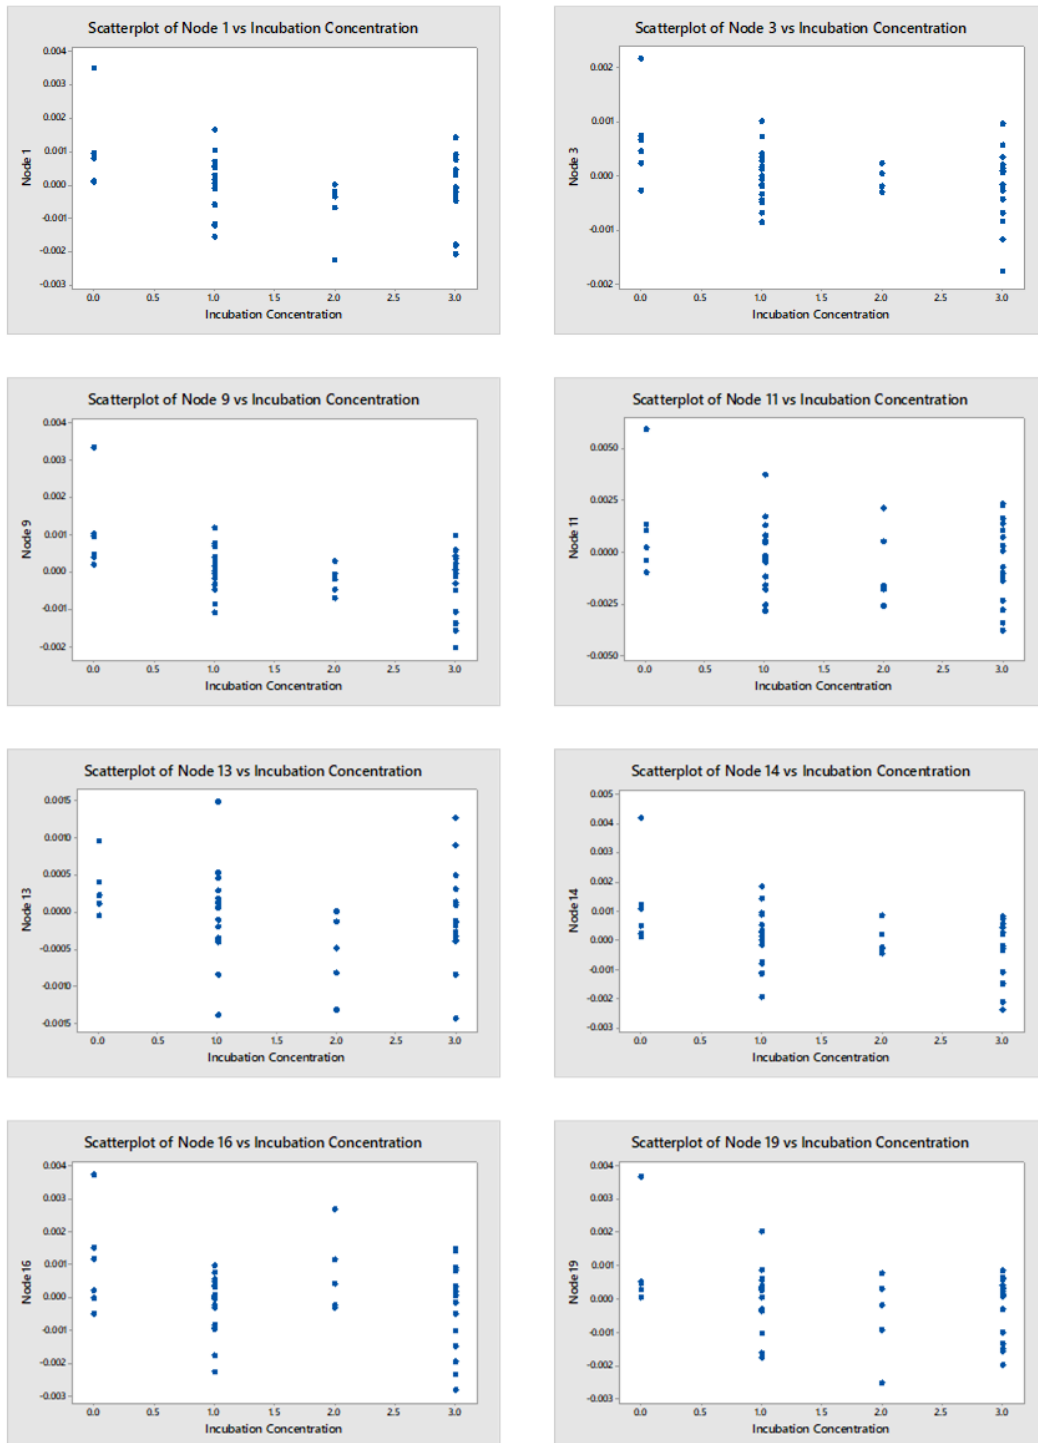 Scatterplot of Node 1 vs Incubation Concentration
0.004
0.003
0.002
0.001
0.000
-0.001
-0.002
-0.003
Node 1
0.0 0.5 1.0 1.5 2.0 2.5 3.0
Incubation Concentration
Scatterplot of Node 3 vs Incubation Concentration
0.002
0.001
0.000
-0.001
-0.002
Node 3
0.0 0.5 1.0 1.5 2.0 2.5 3.0
Incubation Concentration
Scatterplot of Node 9 vs Incubation Concentration
0.004
0.003
0.002
0.001
0.000
-0.001
-0.002
Node 9
0.0 0.5 1.0 1.5 2.0 2.5 3.0
Incubation Concentration
Scatterplot of Node 11 vs Incubation Concentration
0.0050
0.0025
0.0000
-0.0025
-0.0050
Node 11
0.0 0.5 1.0 1.5 2.0 2.5 3.0
Incubation Concentration
Scatterplot of Node 13 vs Incubation Concentration
0.0015
0.0010
0.0005
0.0000
-0.0005
-0.0010
-0.0015
Node 13
0.0 0.5 1.0 1.5 2.0 2.5 3.0
Incubation Concentration
Scatterplot of Node 14 vs Incubation Concentration
0.005
0.004
0.003
0.002
0.001
0.000
-0.001
-0.002
-0.003
Node 14
0.0 0.5 1.0 1.5 2.0 2.5 3.0
Incubation Concentration
Scatterplot of Node 16 vs Incubation Concentration
0.004
0.003
0.002
0.001
0.000
-0.001
-0.002
-0.003
Node 16
0.0 0.5 1.0 1.5 2.0 2.5 3.0
Incubation Concentration
Scatterplot of Node 19 vs Incubation Concentration
0.004
0.003
0.002
0.001
0.000
-0.001
-0.002
-0.003
Node 19
0.0 0.5 1.0 1.5 2.0 2.5 3.0
Incubation Concentration